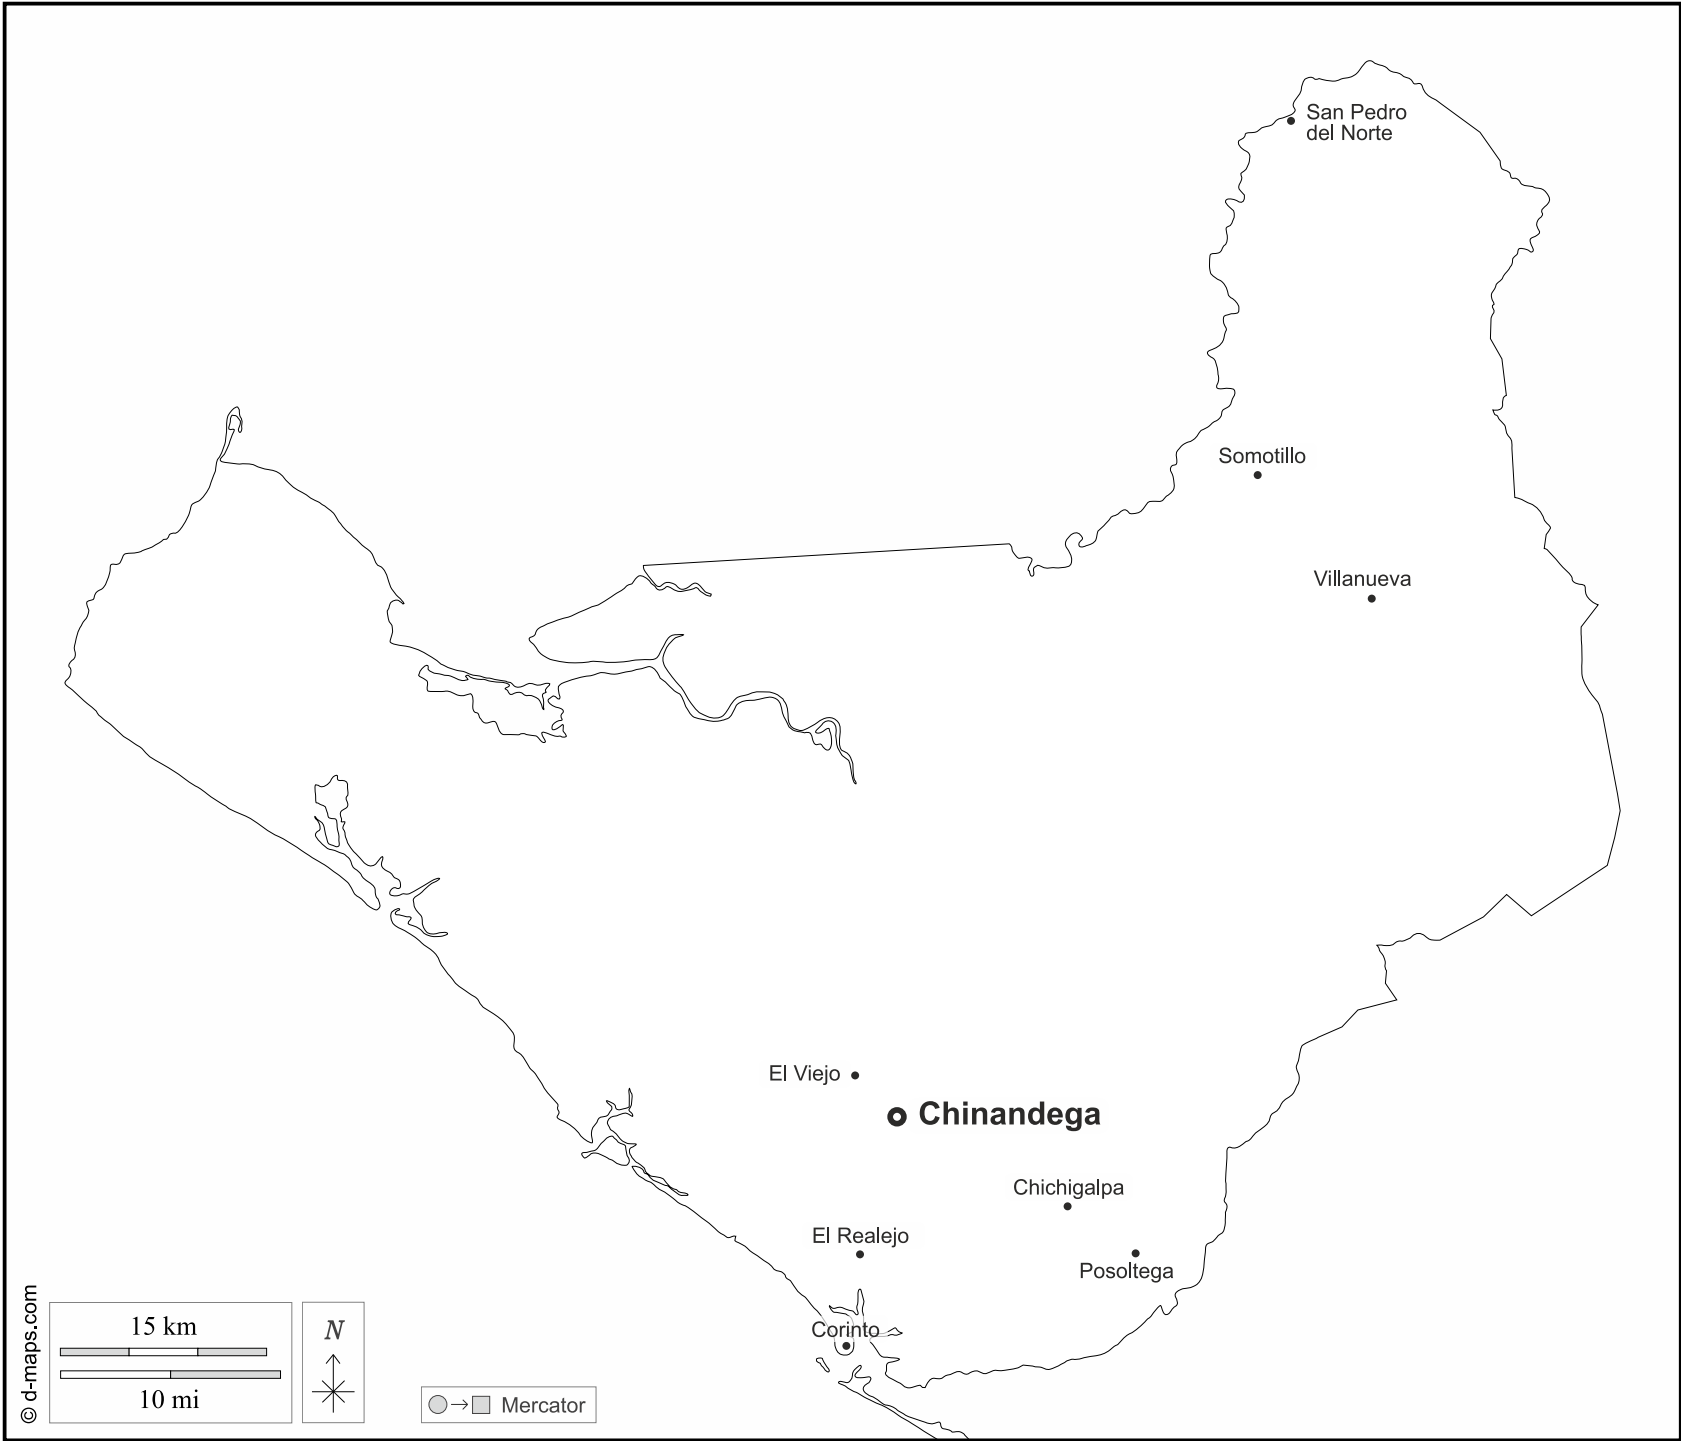 San Pedro
del Norte
Somotillo
Villanueva
El Viejo
Chinandega
Chichigalpa
El Realejo
Posoltega
Corinto
© d-maps.com
15 km
10 mi
N
Mercator